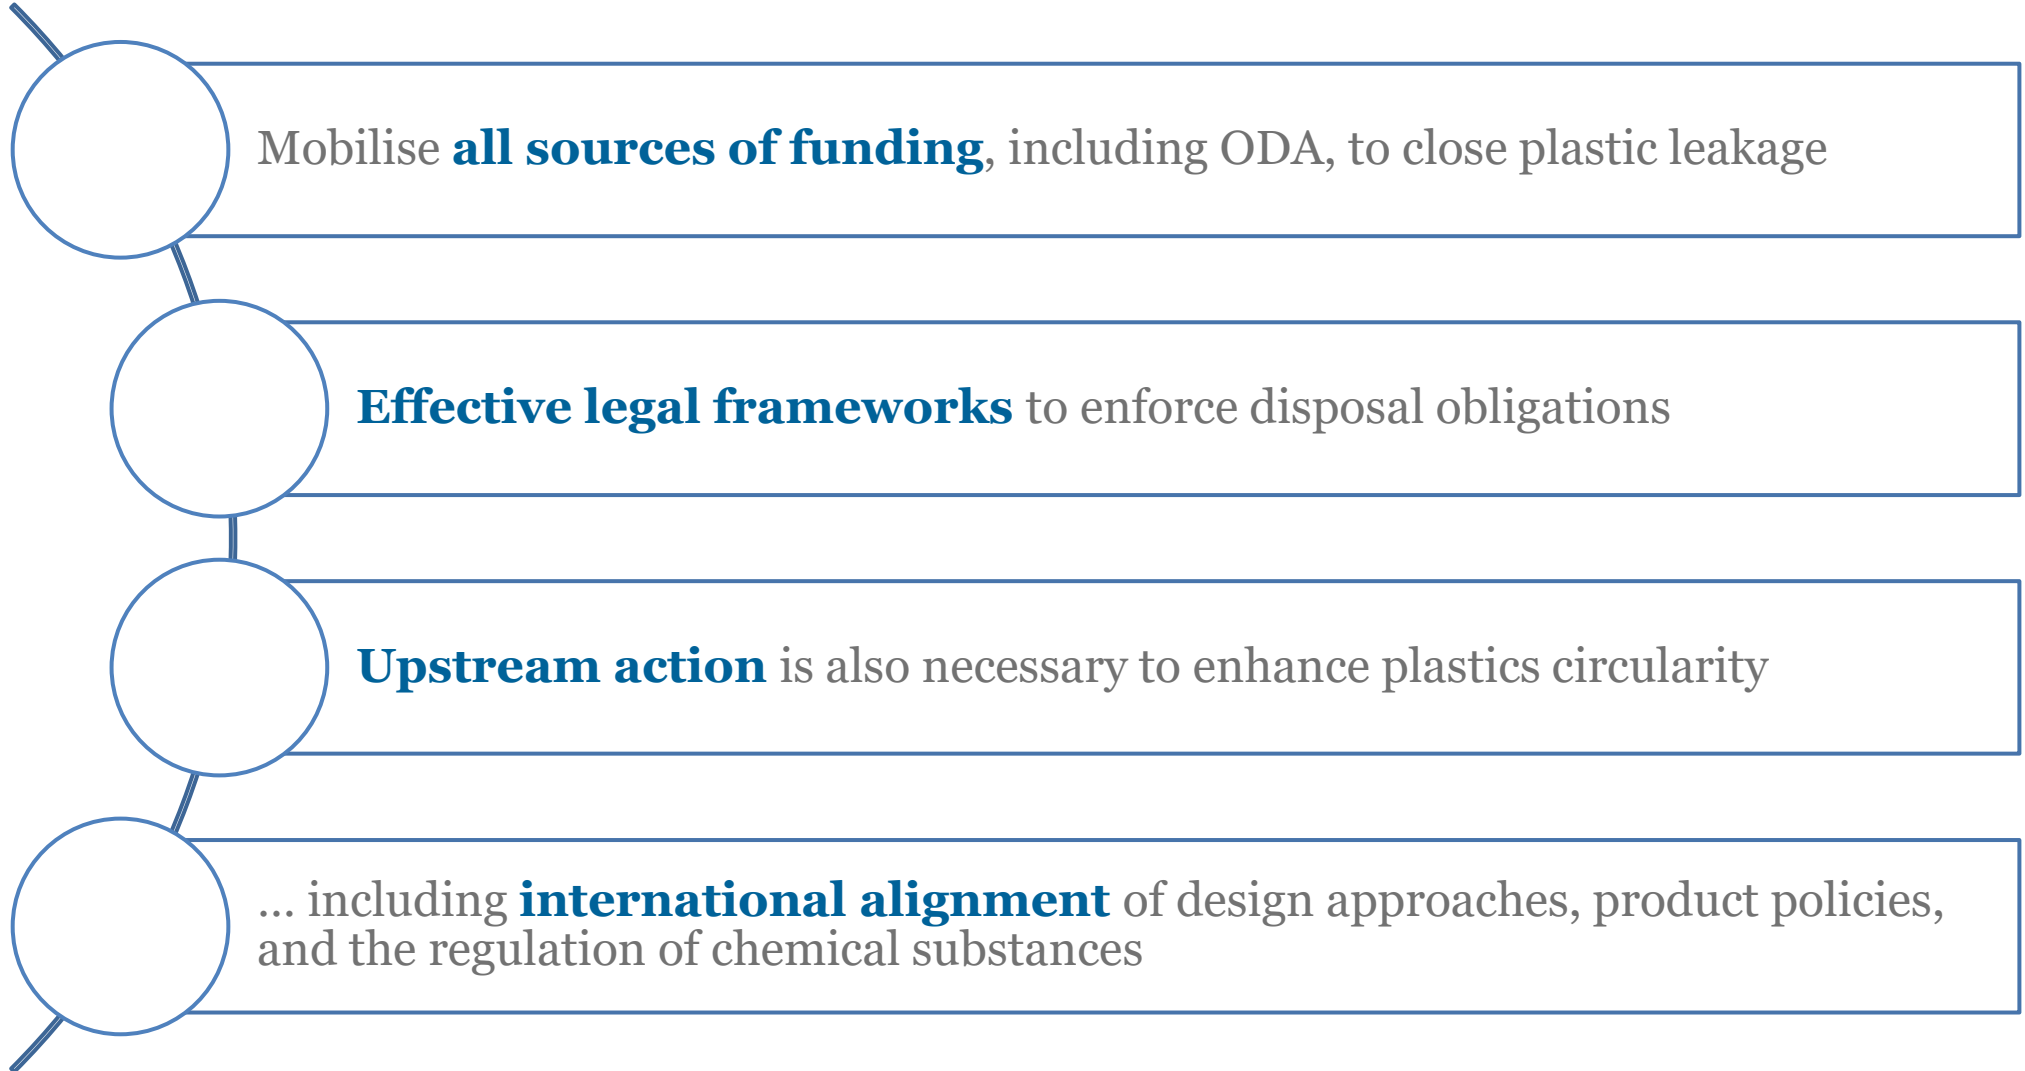 Mobilise all sources of funding, including ODA, to close plastic leakage
Effective legal frameworks to enforce disposal obligations
Upstream action is also necessary to enhance plastics circularity
... including international alignment of design approaches, product policies,
and the regulation of chemical substances